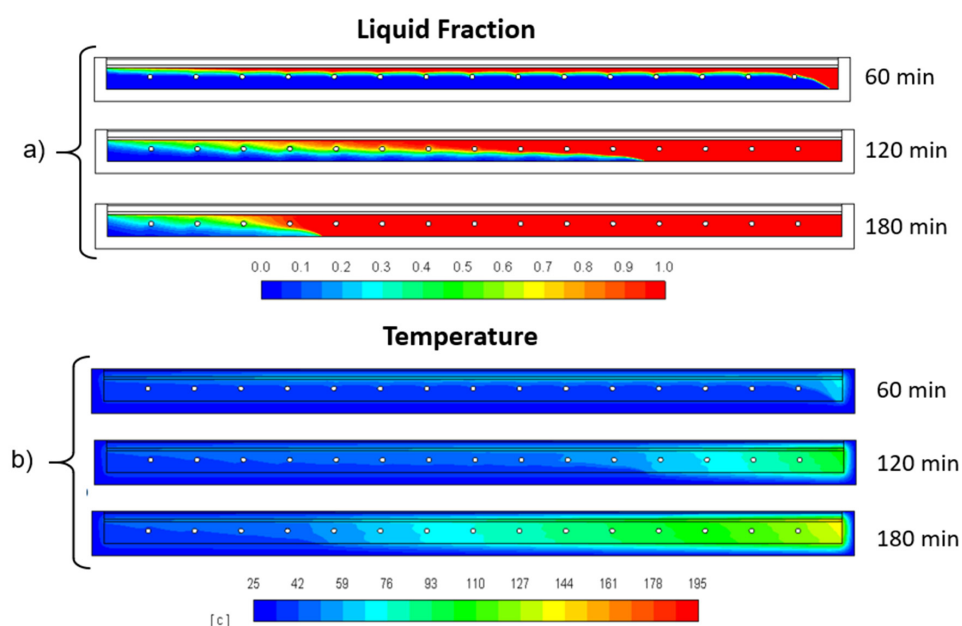 Liquid Fraction
a)
60 min
120 min
180 min
0.0 0.1 0.2 0.3 0.4 0.5 0.6 0.7 0.8 0.9 1.0
Temperature
b)
60 min
120 min
180 min
25 42 59 76 93 110 127 144 161 178 195
[c]